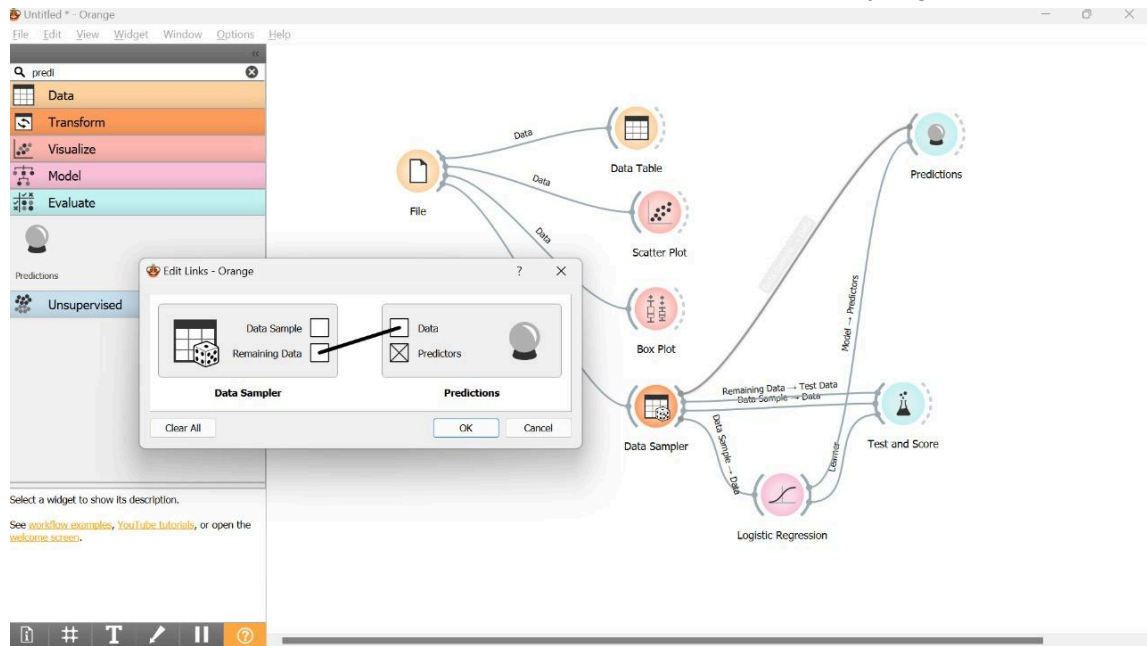 Untitled * - Orange
File Edit View Widget Window Options Help
predi
Data
Transform
Visualize
Model
Evaluate
Predictions
Unsupervised
Select a widget to show its description.
See workflow examples, YouTube tutorials, or open the
welcome screen.
Edit Links - Orange
?
Data Sample
Remaining Data
Data Sampler
Data
Predictors
Predictions
Clear All
OK
Cancel
File
Data
Data
Data
Data Table
Scatter Plot
Box Plot
Data Sampler
Predictions
Model → Predictors
Remaining Data → Test Data
Data Sample → Data
Data Sample → Data
Learner
Test and Score
Logistic Regression